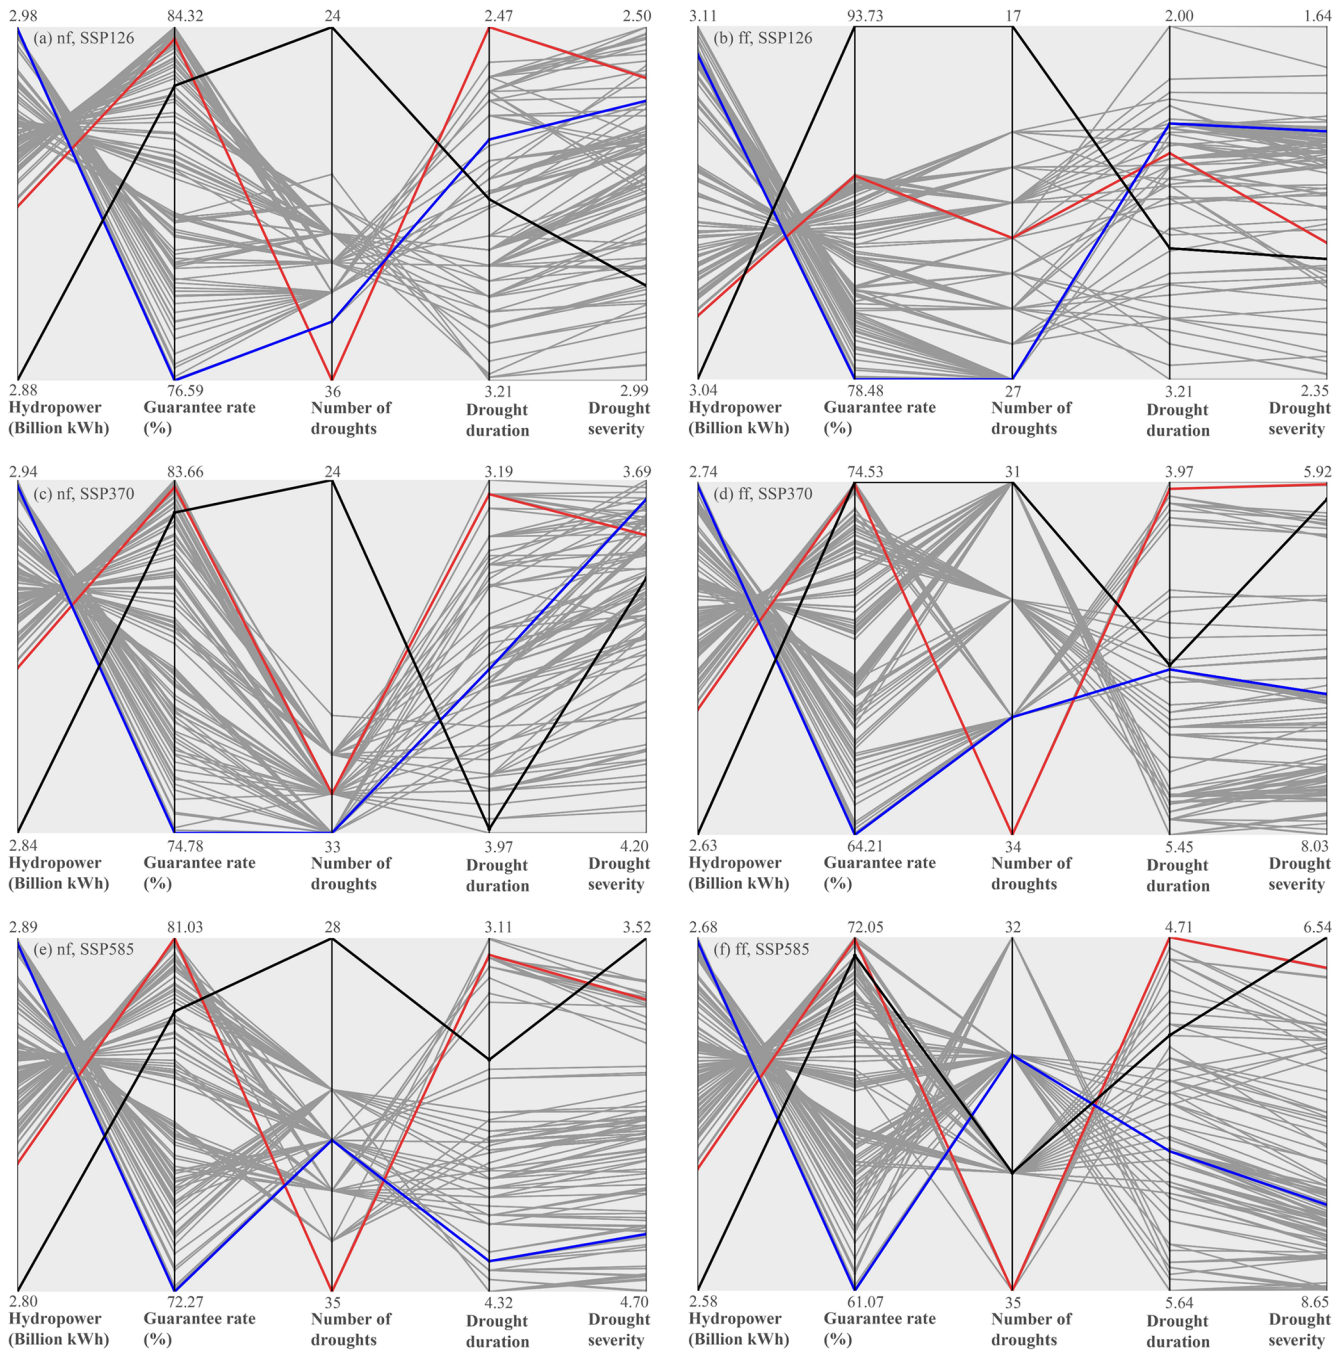 2.98 84.32 24 2.47 2.50
(a) nf, SSP126
2.88 76.59 36 3.21 2.99
Hydropower Guarantee rate Number of Drought Drought
(Billion kWh) (%) droughts duration severity
3.11 93.73 17 2.00 1.64
(b) ff, SSP126
3.04 78.48 27 3.21 2.35
Hydropower Guarantee rate Number of Drought Drought
(Billion kWh) (%) droughts duration severity
2.94 83.66 24 3.19 3.69
(c) nf, SSP370
2.84 74.78 33 3.97 4.20
Hydropower Guarantee rate Number of Drought Drought
(Billion kWh) (%) droughts duration severity
2.74 74.53 31 3.97 5.92
(d) ff, SSP370
2.63 64.21 34 5.45 8.03
Hydropower Guarantee rate Number of Drought Drought
(Billion kWh) (%) droughts duration severity
2.89 81.03 28 3.11 3.52
(e) nf, SSP585
2.80 72.27 35 4.32 4.70
Hydropower Guarantee rate Number of Drought Drought
(Billion kWh) (%) droughts duration severity
2.68 72.05 32 4.71 6.54
(f) ff, SSP585
2.58 61.07 35 5.64 8.65
Hydropower Guarantee rate Number of Drought Drought
(Billion kWh) (%) droughts duration severity